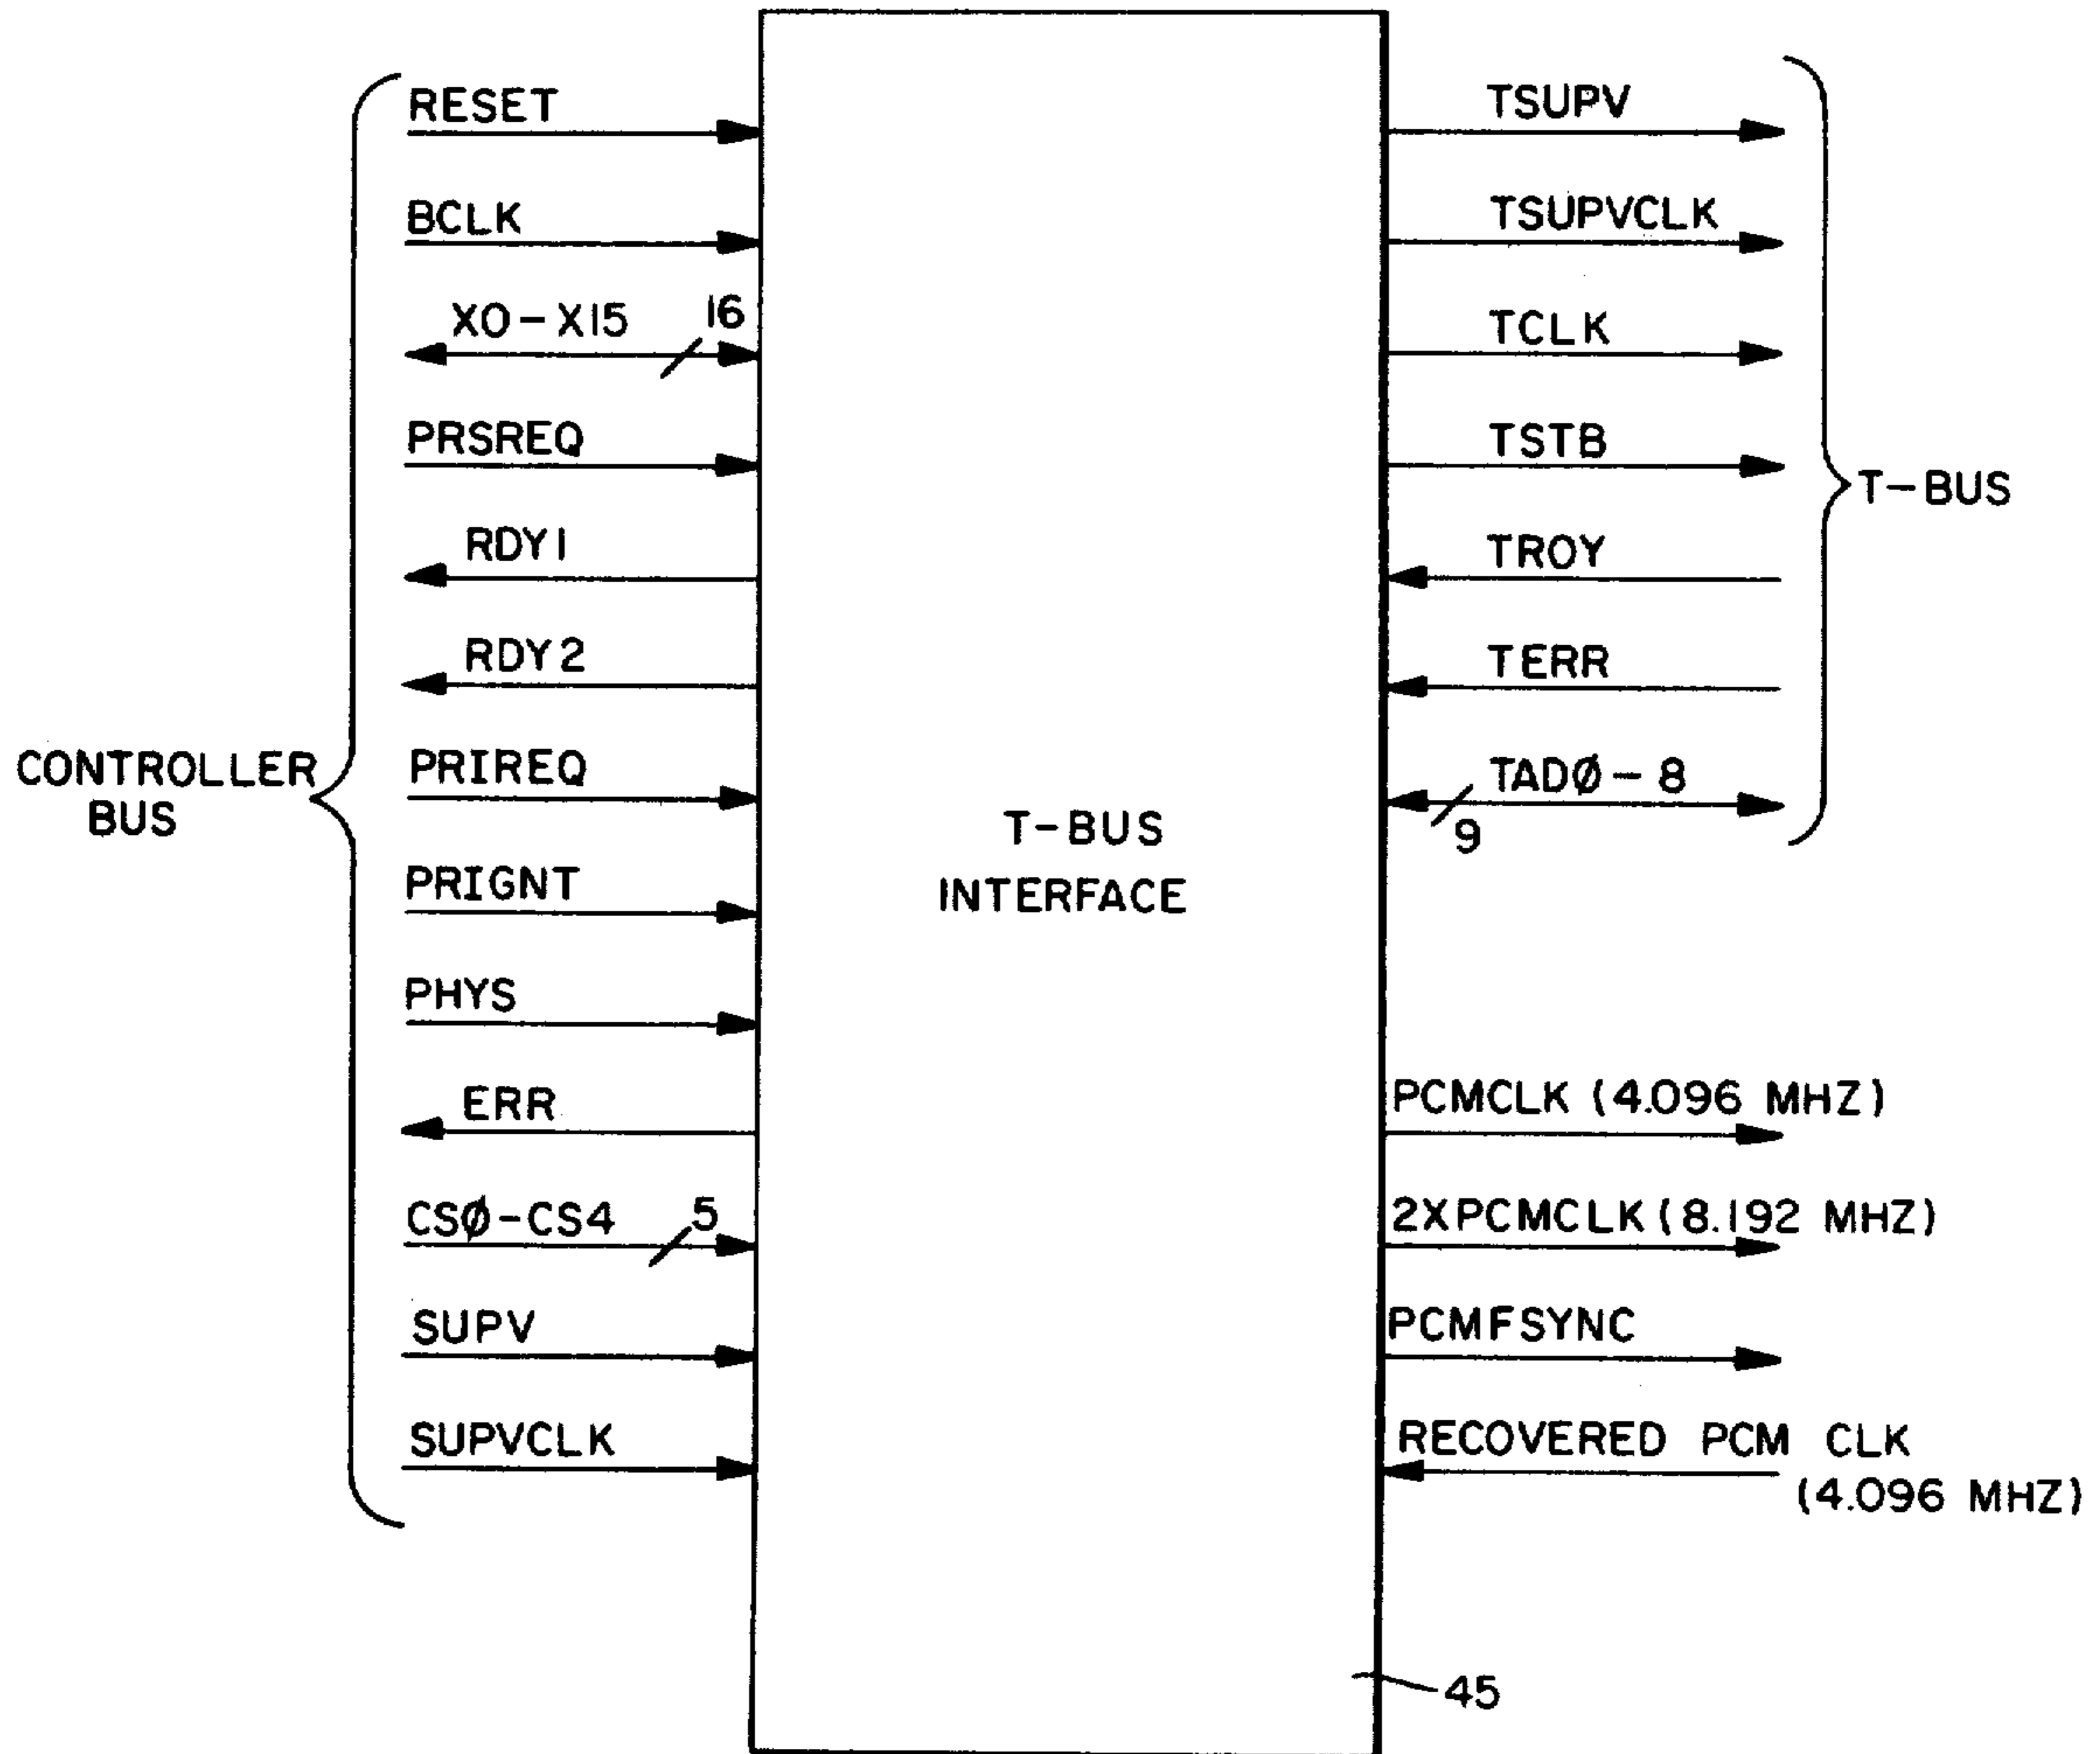 RESET
BCLK
X0-X15
16
PRSREQ
RDY1
RDY2
PRIREQ
CONTROLLER
BUS
PRIGNT
PHYS
ERR
CSØ-CS4
5
SUPV
SUPVCLK
T-BUS
INTERFACE
TSUPV
TSUPVCLK
TCLK
TSTB
TROY
TERR
TADØ-8
9
T-BUS
PCMCLK (4.096 MHZ)
2XPCMCLK (8.192 MHZ)
PCMFSYNC
RECOVERED PCM CLK
(4.096 MHZ)
45